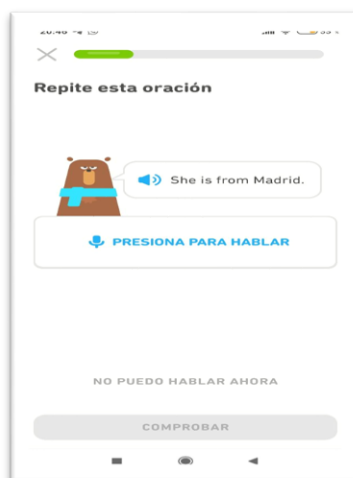 Repite esta oración
She is from Madrid.
PRESIONA PARA HABLAR
NO PUEDO HABLAR AHORA
COMPROBAR